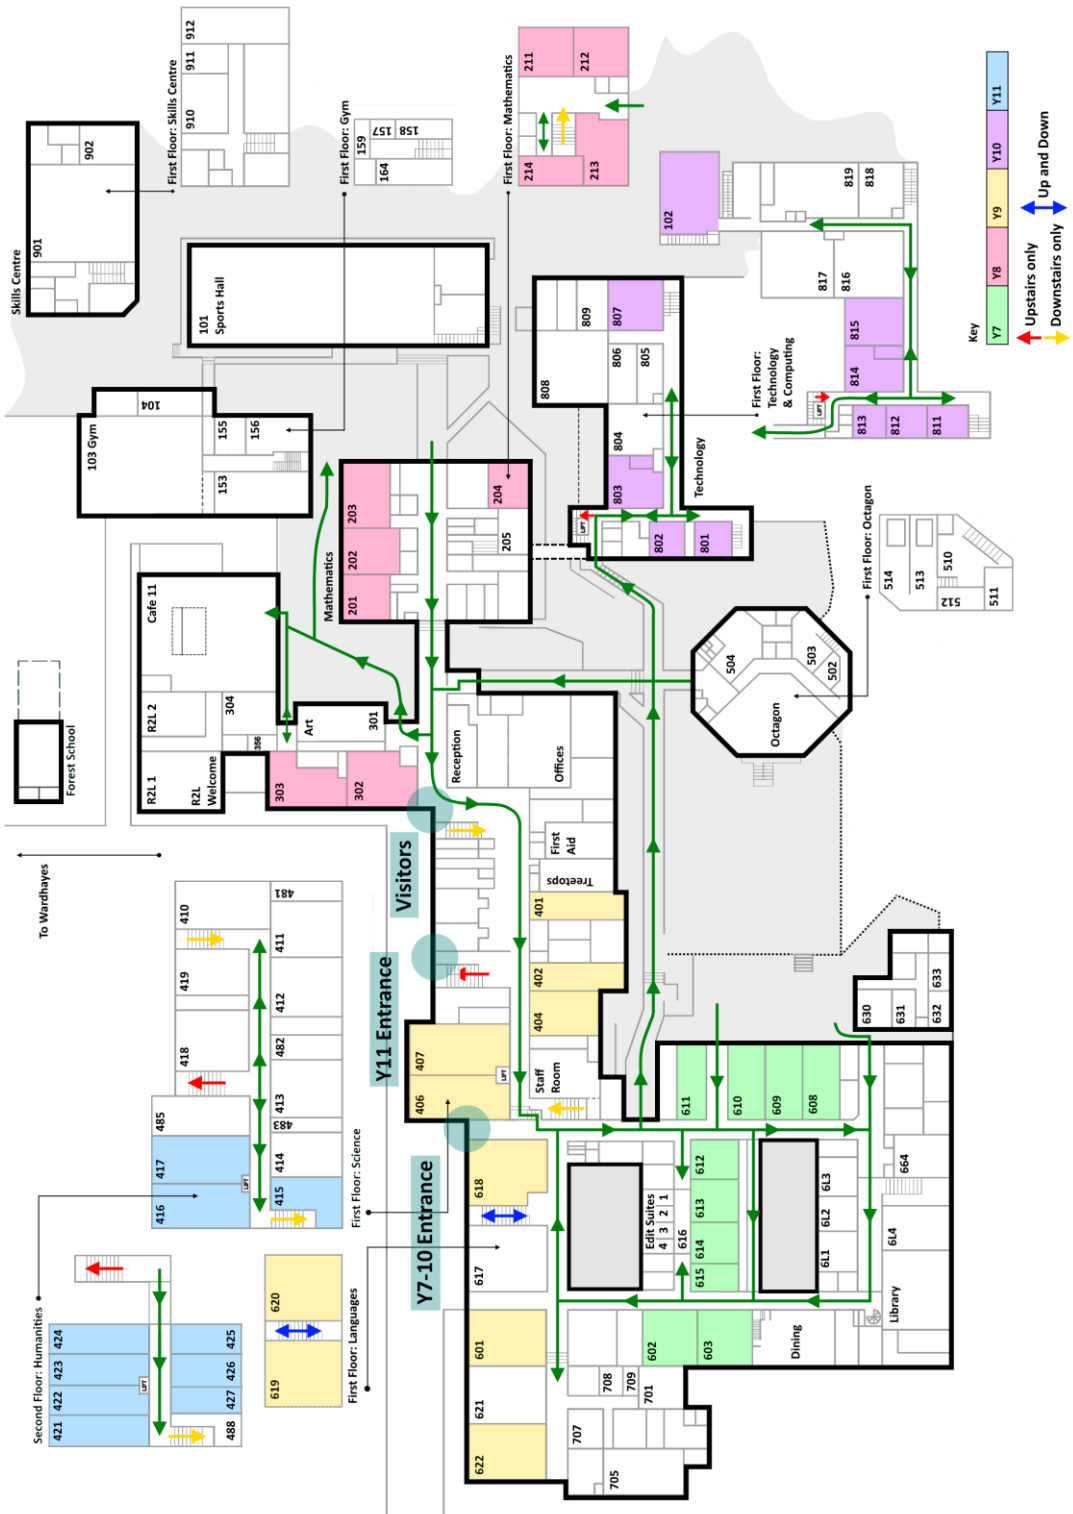 Skills Centre
901
902
First Floor: Skills Centre
910
911
912
First Floor: Gym
164
159
157
158
First Floor: Mathematics
214
213
211
212
101
Sports Hall
103 Gym
104
153
155
156
Mathematics
201
202
203
204
205
102
808
809
807
806
805
804
803
802
801
LIFT
Technology
First Floor:
Technology
& Computing
813
812
811
814
815
816
817
818
819
LIFT
Key
Y7
Y8
Y9
Y10
Y11
Upstairs only
Downstairs only
Up and Down
Forest School
To Wardhayes
Cafe 11
R2L 1
R2L 2
R2L
Welcome
304
356
Art
301
303
302
Reception
Offices
First
Aid
Treetops
Visitors
Y11 Entrance
Y7-10 Entrance
401
402
404
407
406
LIFT
Staff
Room
Octagon
504
503
502
First Floor: Octagon
514
513
512
510
511
410
481
411
419
412
482
418
413
483
485
414
417
416
415
LIFT
First Floor: Science
Second Floor: Humanities
421
422
423
424
425
426
427
488
LIFT
First Floor: Languages
619
620
618
617
601
621
622
Edit Suites
4 3 2 1
616
611
610
609
608
612
613
614
615
602
603
6L1
6L2
6L3
6L4
664
Library
Dining
630
631
632
633
708
709
701
707
705